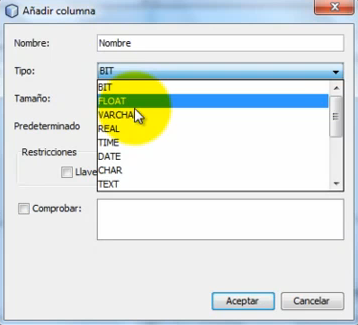 Añadir columna
Nombre: Nombre
Tipo: BIT
BIT
FLOAT
Tamaño:
VARCHA
Predeterminado
REAL
TIME
Restricciones
DATE
Llave
CHAR
TEXT
Comprobar:
Aceptar Cancelar